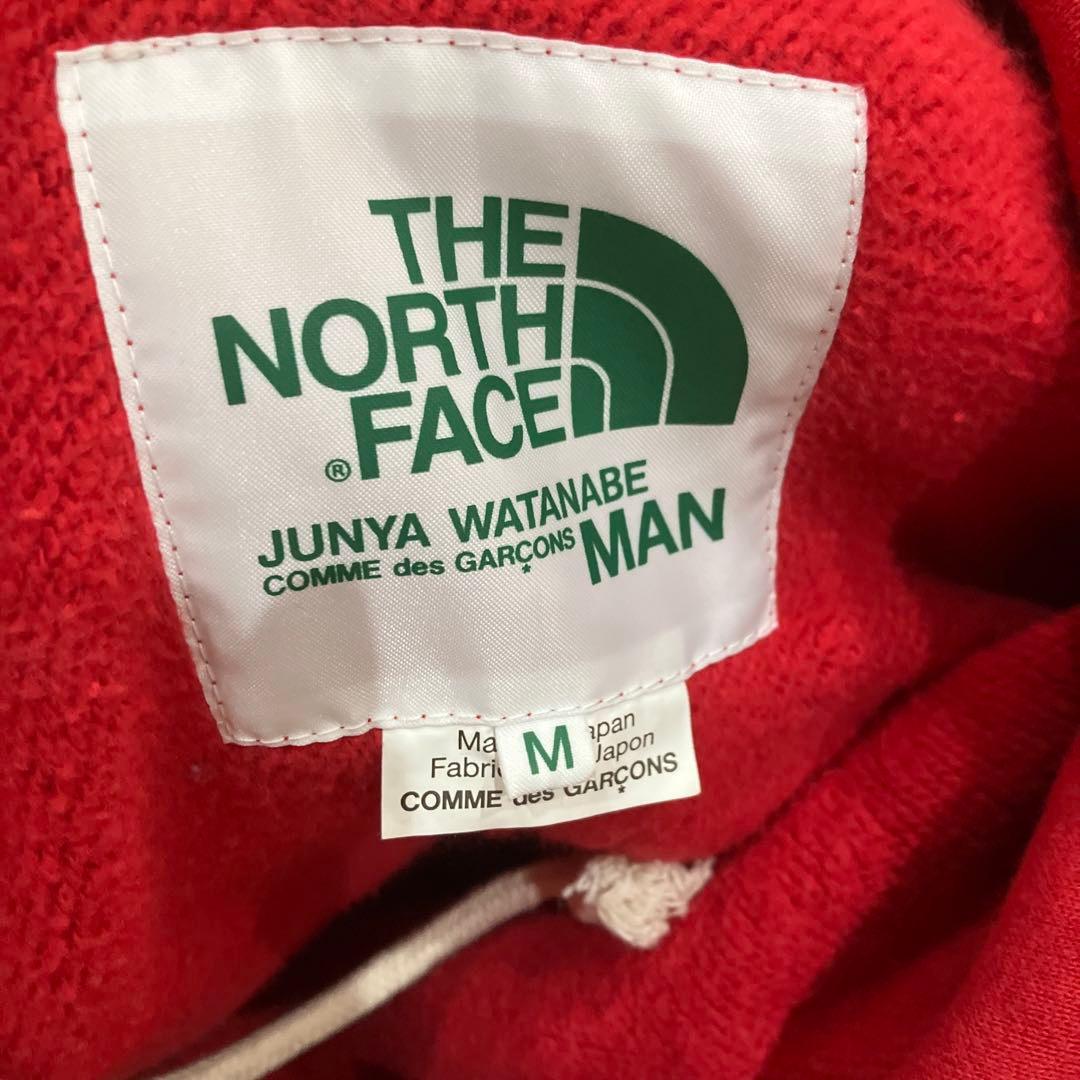 THE
NORTH
FACE
®
JUNYA WATANABE
COMME des GARÇONS MAN
M
COMME des GARÇONS